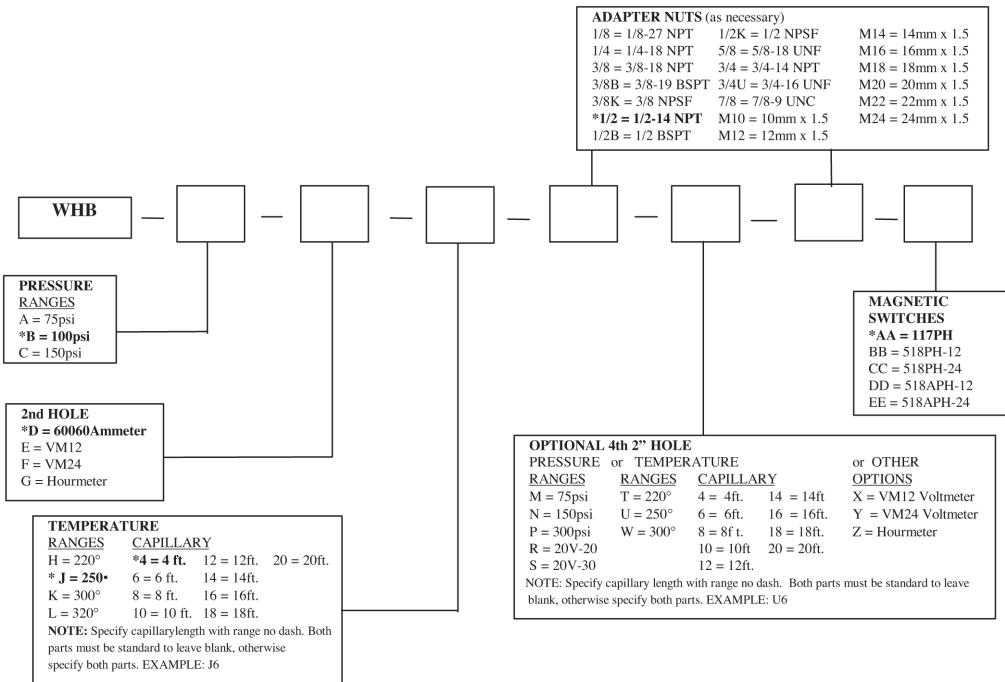 ADAPTER NUTS (as necessary)
1/8 = 1/8-27 NPT 1/2K = 1/2 NPSF M14 = 14mm x 1.5
1/4 = 1/4-18 NPT 5/8 = 5/8-18 UNF M16 = 16mm x 1.5
3/8 = 3/8-18 NPT 3/4 = 3/4-14 NPT M18 = 18mm x 1.5
3/8B = 3/8-19 BSPT 3/4U = 3/4-16 UNF M20 = 20mm x 1.5
3/8K = 3/8 NPSF 7/8 = 7/8-9 UNC M22 = 22mm x 1.5
*1/2 = 1/2-14 NPT M10 = 10mm x 1.5 M24 = 24mm x 1.5
1/2B = 1/2 BSPT M12 = 12mm x 1.5
WHB
PRESSURE
RANGES
A = 75psi
*B = 100psi
C = 150psi
2nd HOLE
*D = 60060Ammeter
E = VM12
F = VM24
G = Hourmeter
TEMPERATURE
RANGES CAPILLARY
H = 220° *4 = 4 ft. 12 = 12ft. 20 = 20ft.
* J = 250• 6 = 6 ft. 14 = 14ft.
K = 300° 8 = 8 ft. 16 = 16ft.
L = 320° 10 = 10 ft. 18 = 18ft.
NOTE: Specify capillarylength with range no dash. Both
parts must be standard to leave blank, otherwise
specify both parts. EXAMPLE: J6
MAGNETIC
SWITCHES
*AA = 117PH
BB = 518PH-12
CC = 518PH-24
DD = 518APH-12
EE = 518APH-24
OPTIONAL 4th 2” HOLE
PRESSURE or TEMPERATURE or OTHER
RANGES RANGES CAPILLARY OPTIONS
M = 75psi T = 220° 4 = 4ft. 14 = 14ft X = VM12 Voltmeter
N = 150psi U = 250° 6 = 6ft. 16 = 16ft. Y = VM24 Voltmeter
P = 300psi W = 300° 8 = 8f t. 18 = 18ft. Z = Hourmeter
R = 20V-20 10 = 10ft 20 = 20ft.
S = 20V-30 12 = 12ft.
NOTE: Specify capillary length with range no dash. Both parts must be standard to leave
blank, otherwise specify both parts. EXAMPLE: U6